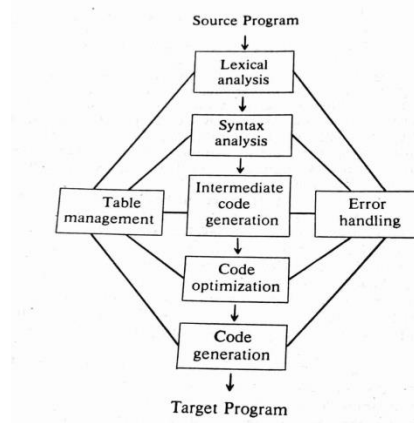 Source Program
Lexical
analysis
Syntax
analysis
Table
management
Intermediate
code
generation
Error
handling
Code
optimization
Code
generation
Target Program